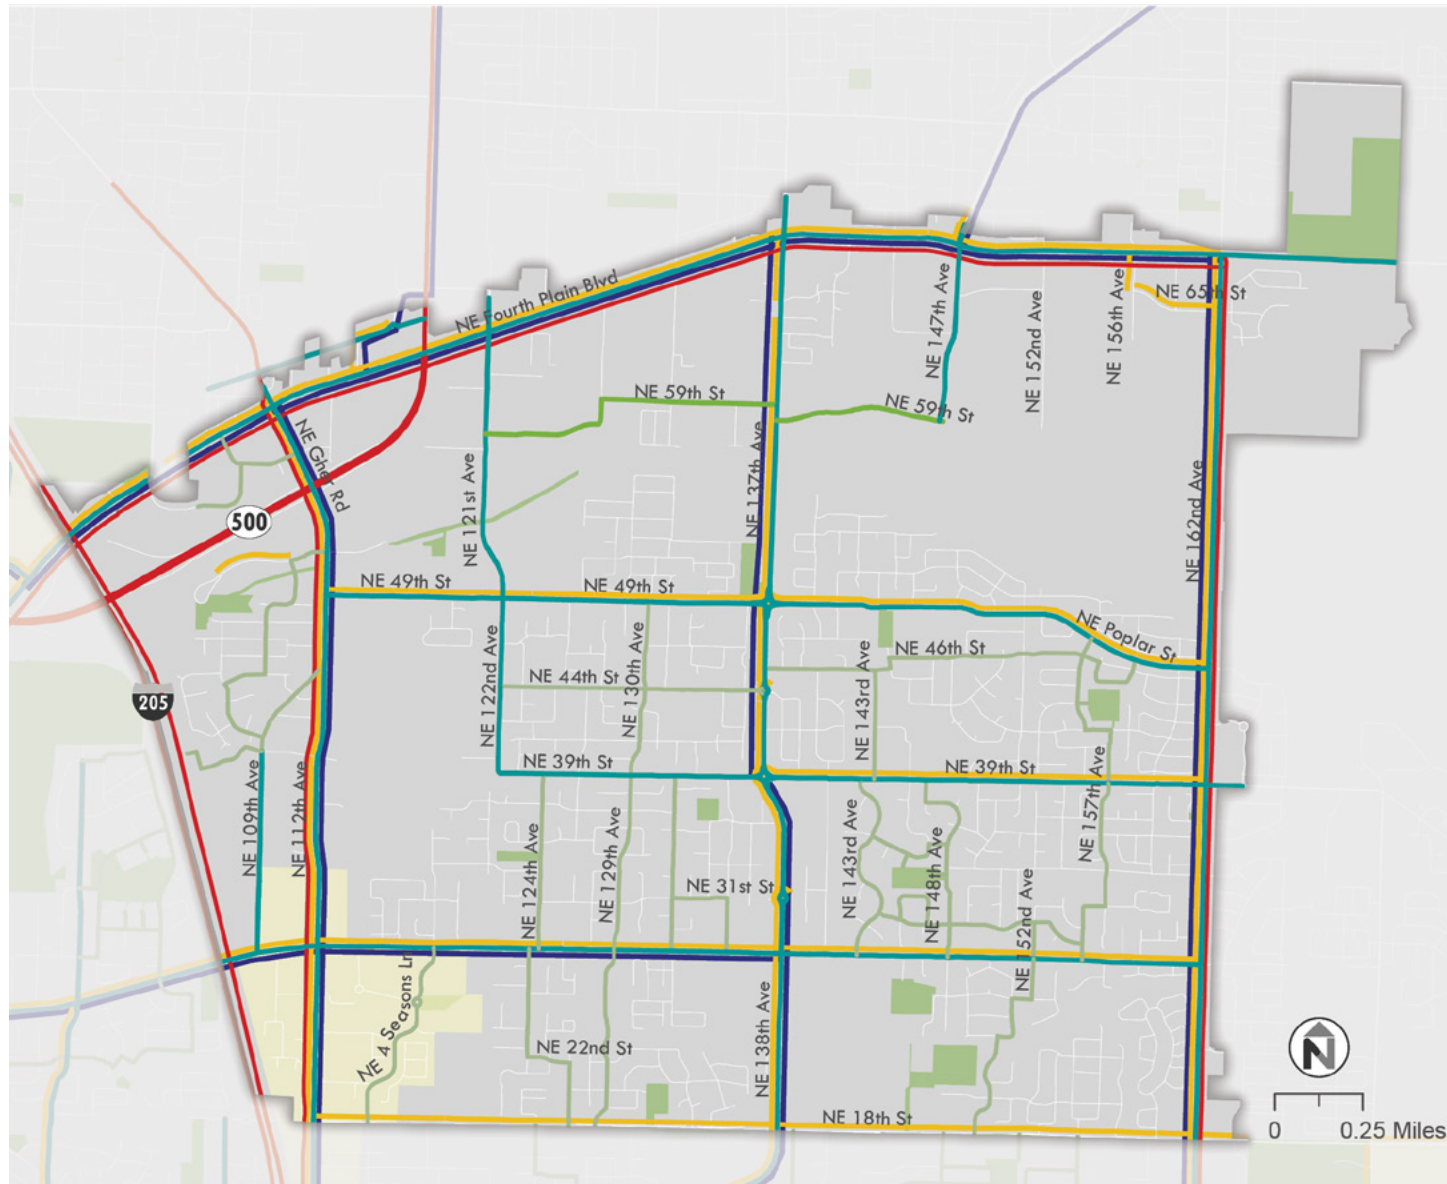 NE Fourth Plain Blvd
NE 147th Ave
NE 152nd Ave
NE 156th Ave
NE 65th St
NE 59th St
NE 59th St
NE Gher Rd
500
NE 121st Ave
NE 137th Ave
NE 162nd Ave
NE 49th St
NE 49th St
NE Poplar St
NE 46th St
NE 44th St
NE 122nd Ave
NE 130th Ave
NE 143rd Ave
205
NE 39th St
NE 39th St
NE 109th Ave
NE 112th Ave
NE 124th Ave
NE 129th Ave
NE 31st St
NE 143rd Ave
NE 148th Ave
NE 157th Ave
NE 152nd Ave
NE 4 Seasons Ln
NE 22nd St
NE 138th Ave
NE 18th St
N
0 0.25 Miles